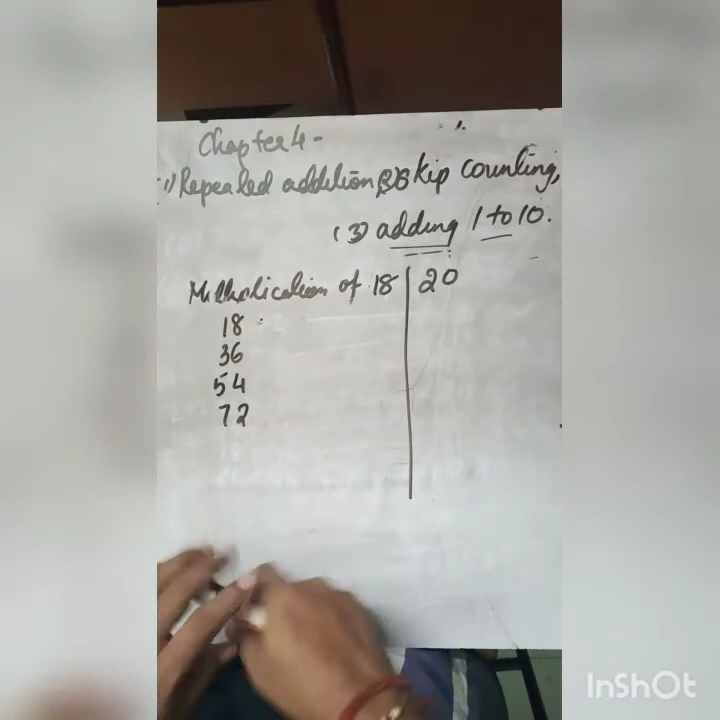 Chapter 4 -
1) Repeated addition (2) Skip counting,
(3) adding 1 to 10.
Multiplication of 18 | 20
18
36
54
72
InShOt